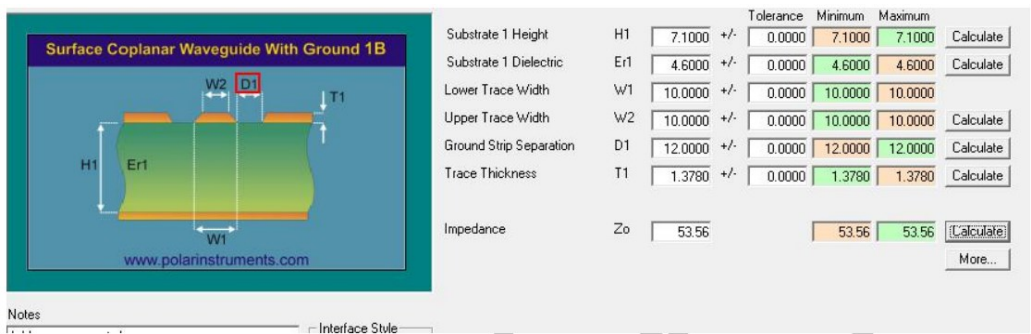 Surface Coplanar Waveguide With Ground 1B
W2 D1
T1
H1 Er1
W1
www.polarinstruments.com
Tolerance Minimum Maximum
Substrate 1 Height H1 7.1000 +/- 0.0000 7.1000 7.1000 Calculate
Substrate 1 Dielectric Er1 4.6000 +/- 0.0000 4.6000 4.6000 Calculate
Lower Trace Width W1 10.0000 +/- 0.0000 10.0000 10.0000
Upper Trace Width W2 10.0000 +/- 0.0000 10.0000 10.0000 Calculate
Ground Strip Separation D1 12.0000 +/- 0.0000 12.0000 12.0000 Calculate
Trace Thickness T1 1.3780 +/- 0.0000 1.3780 1.3780 Calculate
Impedance Zo 53.56 53.56 53.56 Calculate
More...
Notes
Interface Style